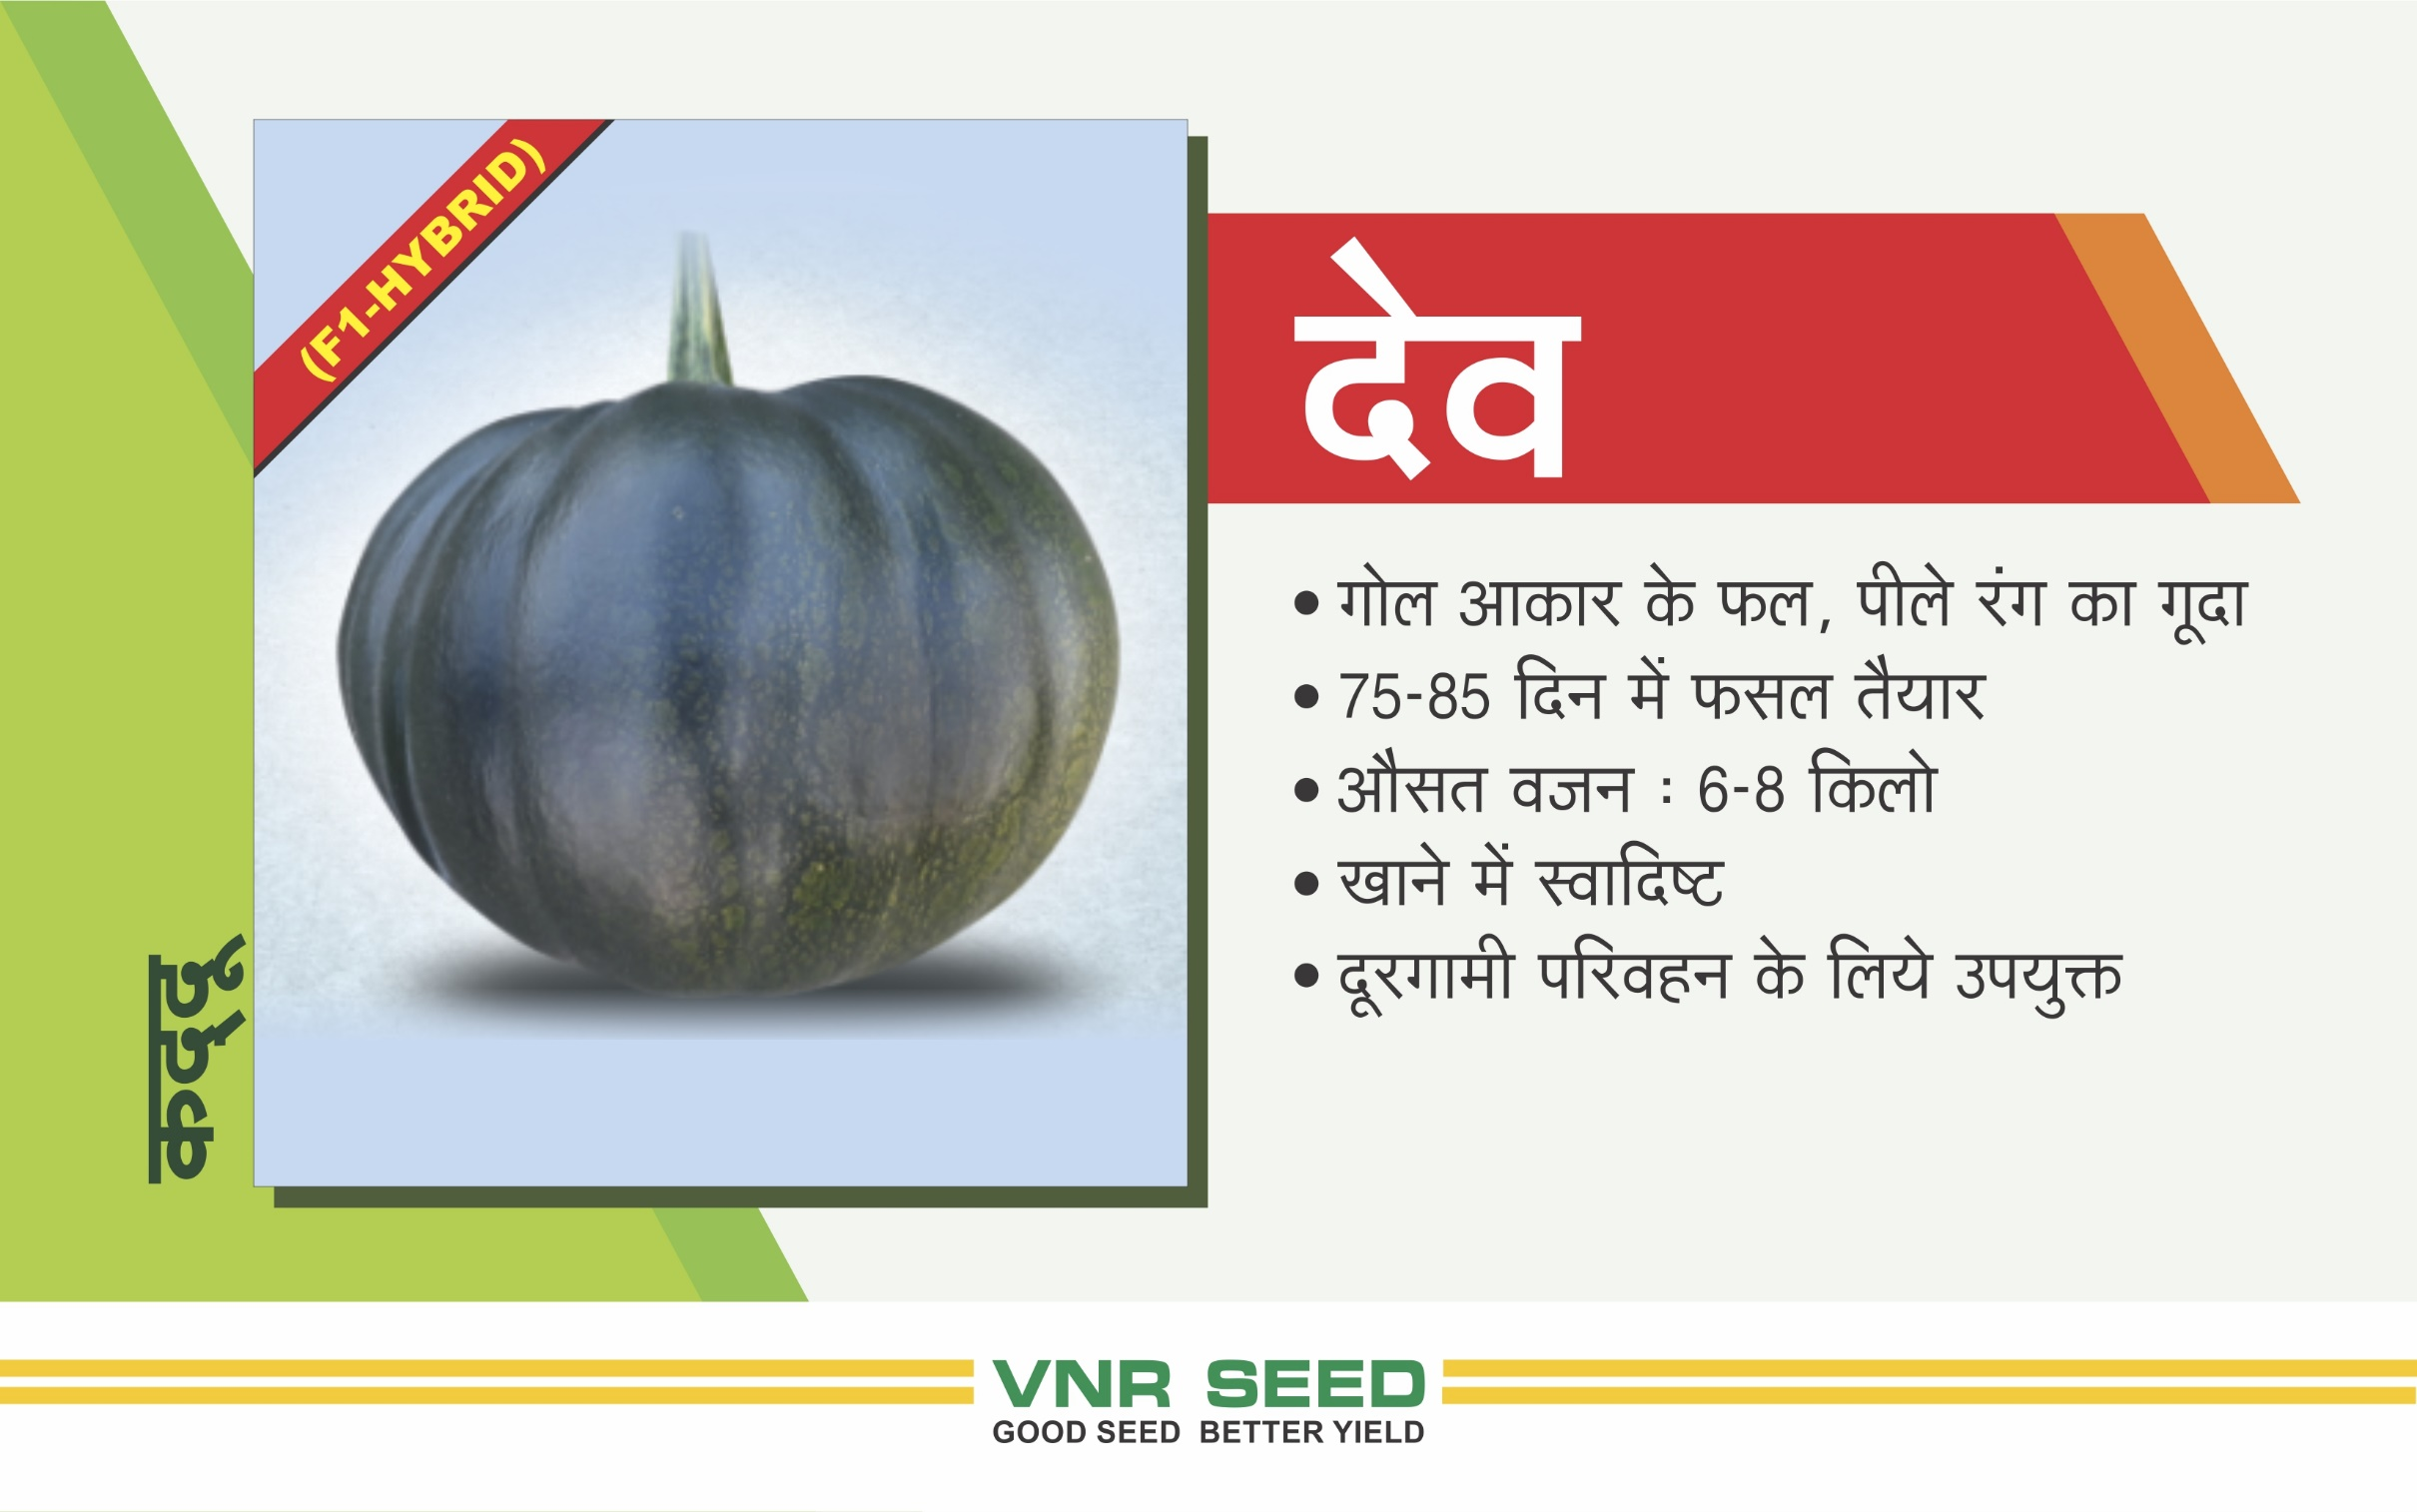 (F1-HYBRID)
देव
• गोल आकार के फल, पीले रंग का गूदा
• 75-85 दिन में फसल तैयार
• औसत वजन : 6-8 किलो
• खाने में स्वादिष्ट
• दूरगामी परिवहन के लिये उपयुक्त
कद्दू
VNR SEED
GOOD SEED BETTER YIELD